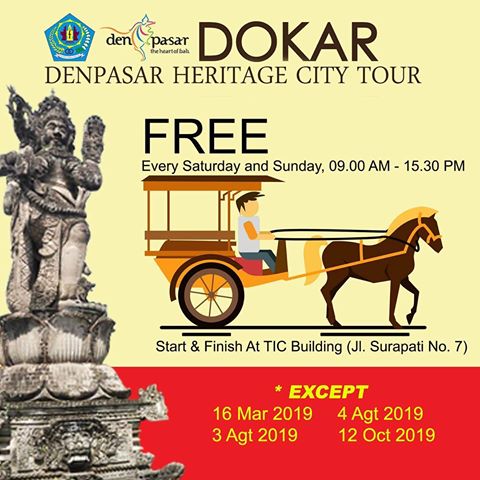 denpasar
the heart of bali.
DOKAR
DENPASAR HERITAGE CITY TOUR
FREE
Every Saturday and Sunday, 09.00 AM - 15.30 PM
Start & Finish At TIC Building (Jl. Surapati No. 7)
* EXCEPT
16 Mar 2019 4 Agt 2019
3 Agt 2019 12 Oct 2019